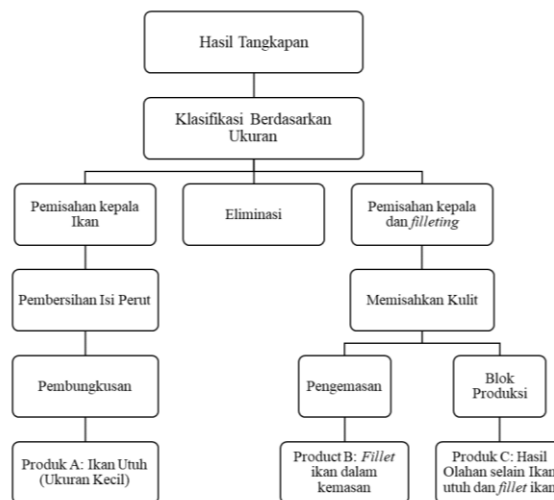 Hasil Tangkapan
Klasifikasi Berdasarkan
Ukuran
Pemisahan kepala
Ikan
Eliminasi
Pemisahan kepala
dan filleting
Pembersihan Isi Perut
Memisahkan Kulit
Pembungkusan
Pengemasan
Blok
Produksi
Produk A: Ikan Utuh
(Ukuran Kecil)
Product B: Fillet
ikan dalam
kemasan
Produk C: Hasil
Olahan selain Ikan
utuh dan fillet ikan